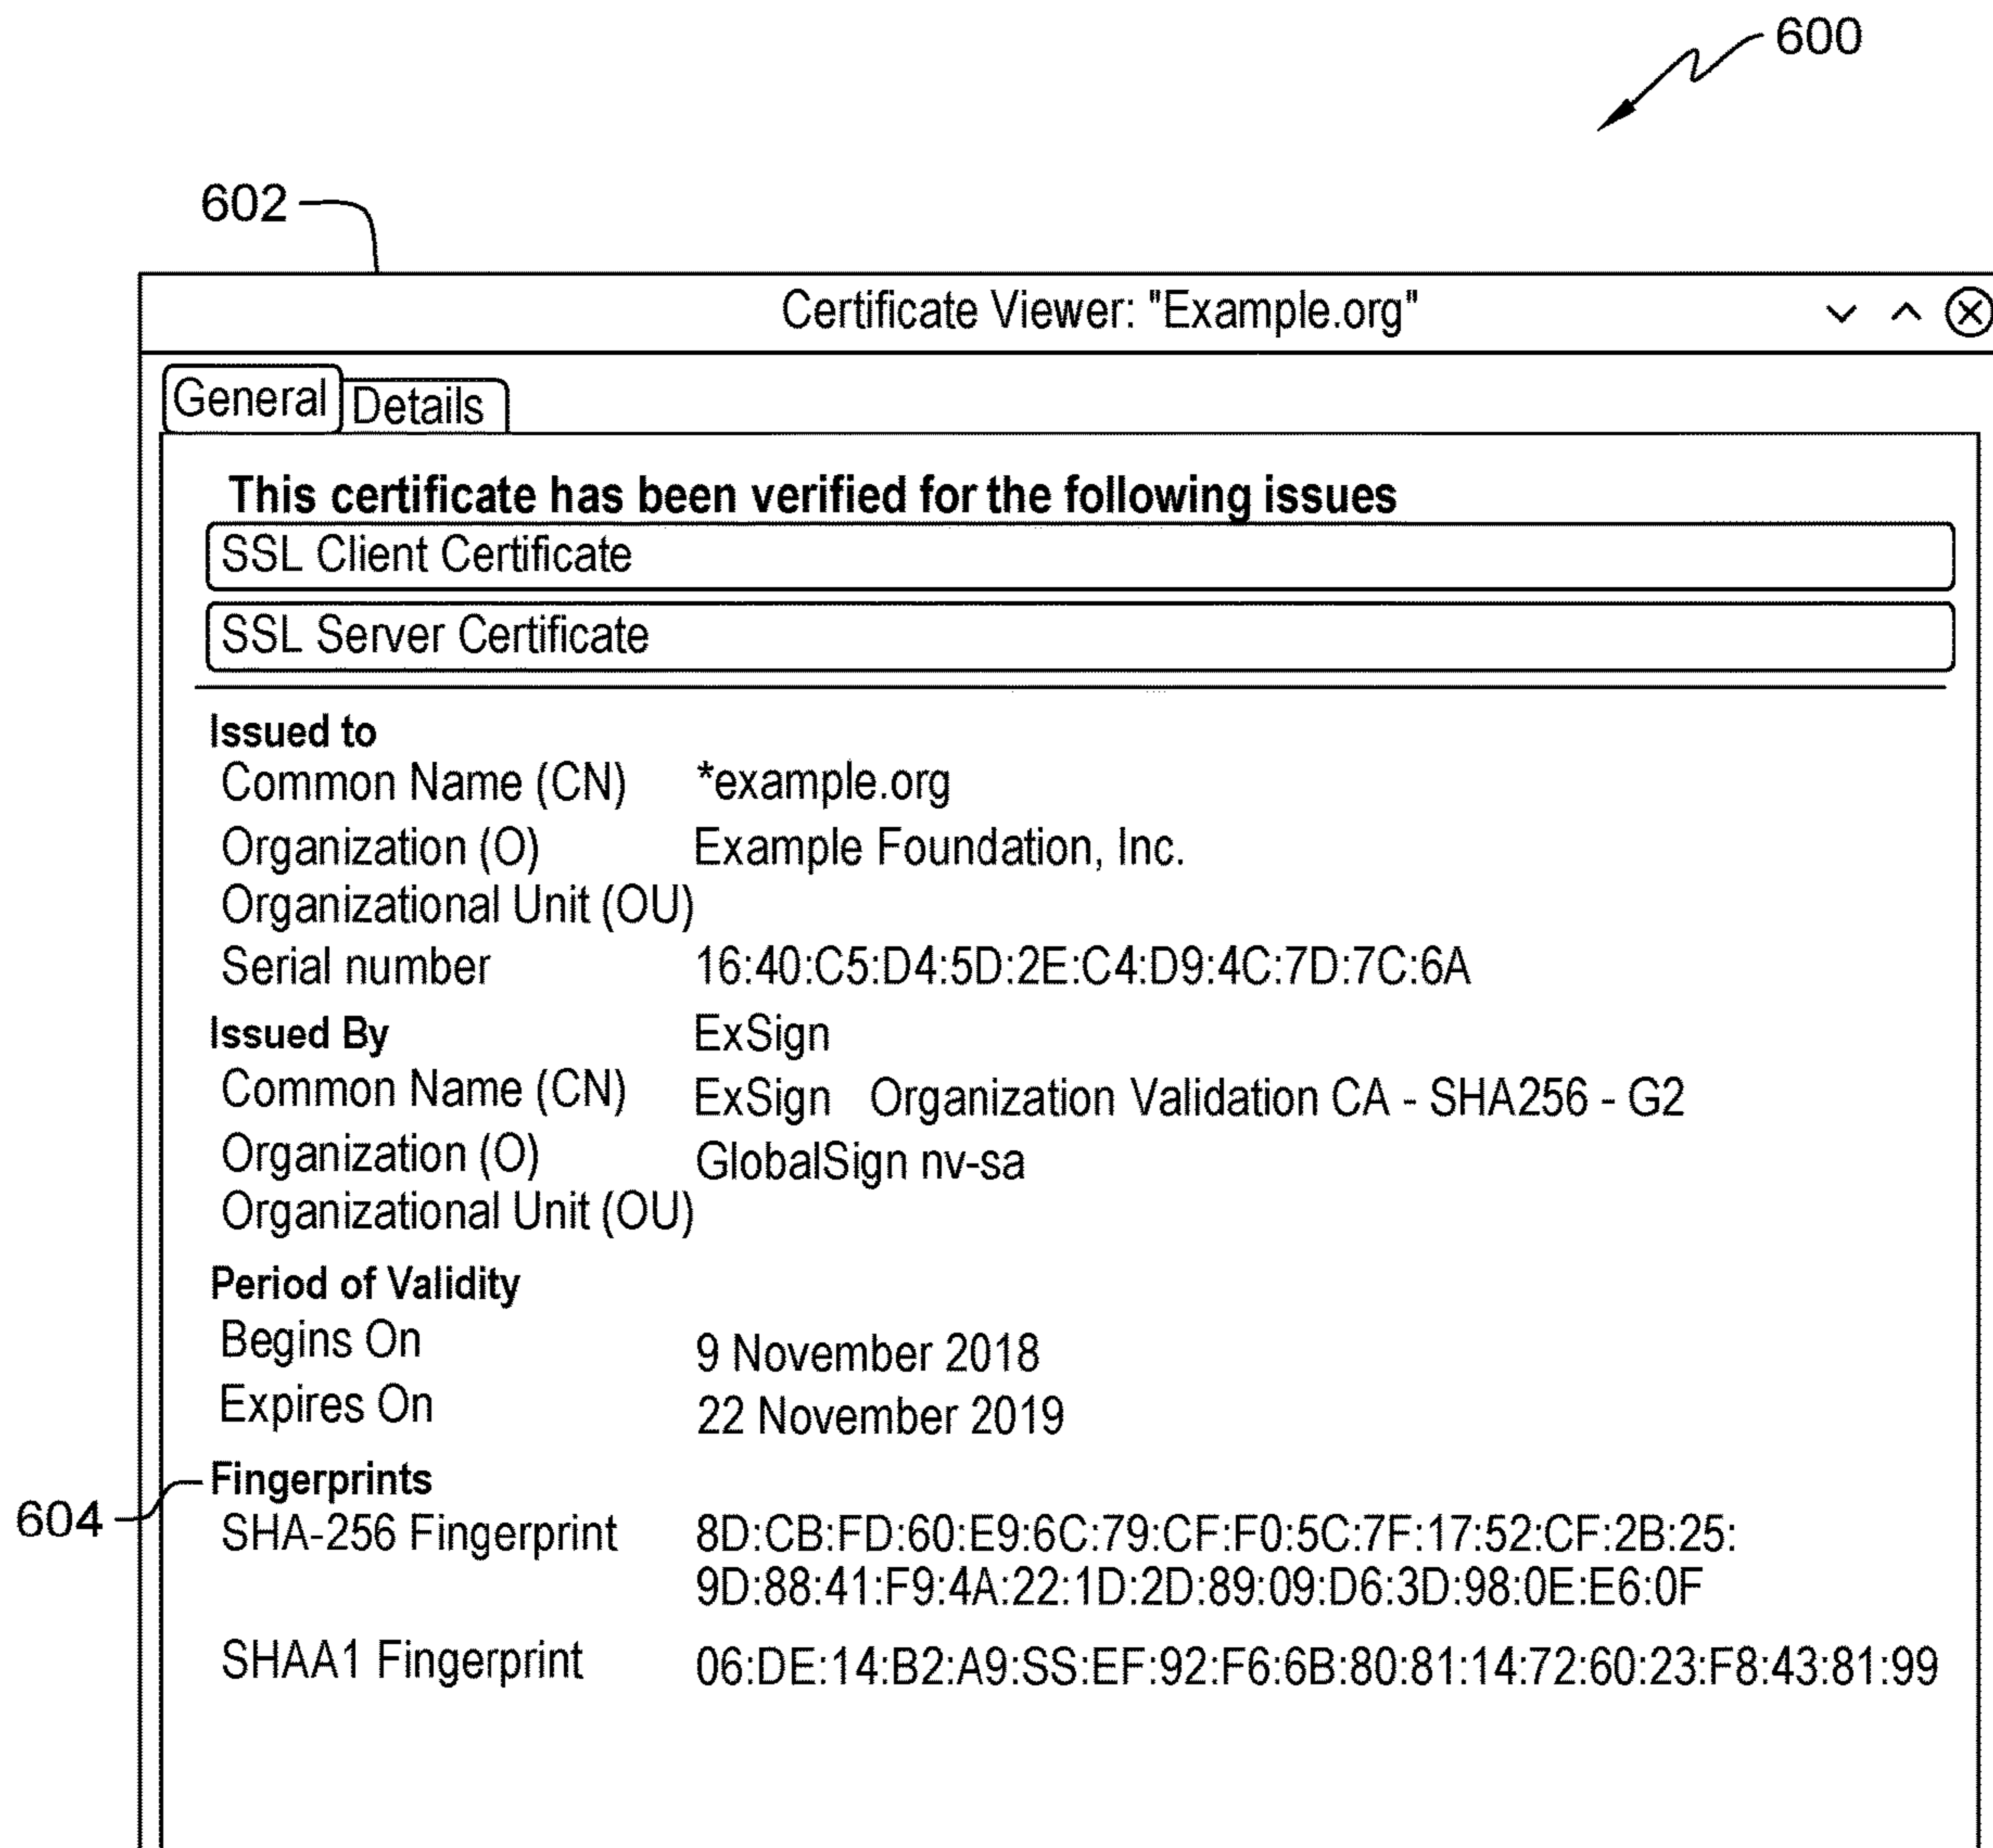 600
602
Certificate Viewer: "Example.org"
General Details
This certificate has been verified for the following issues
SSL Client Certificate
SSL Server Certificate
Issued to
Common Name (CN) *example.org
Organization (O) Example Foundation, Inc.
Organizational Unit (OU)
Serial number 16:40:C5:D4:5D:2E:C4:D9:4C:7D:7C:6A
Issued By ExSign
Common Name (CN) ExSign Organization Validation CA - SHA256 - G2
Organization (O) GlobalSign nv-sa
Organizational Unit (OU)
Period of Validity
Begins On 9 November 2018
Expires On 22 November 2019
Fingerprints
604
SHA-256 Fingerprint 8D:CB:FD:60:E9:6C:79:CF:F0:5C:7F:17:52:CF:2B:25:
9D:88:41:F9:4A:22:1D:2D:89:09:D6:3D:98:0E:E6:0F
SHAA1 Fingerprint 06:DE:14:B2:A9:SS:EF:92:F6:6B:80:81:14:72:60:23:F8:43:81:99